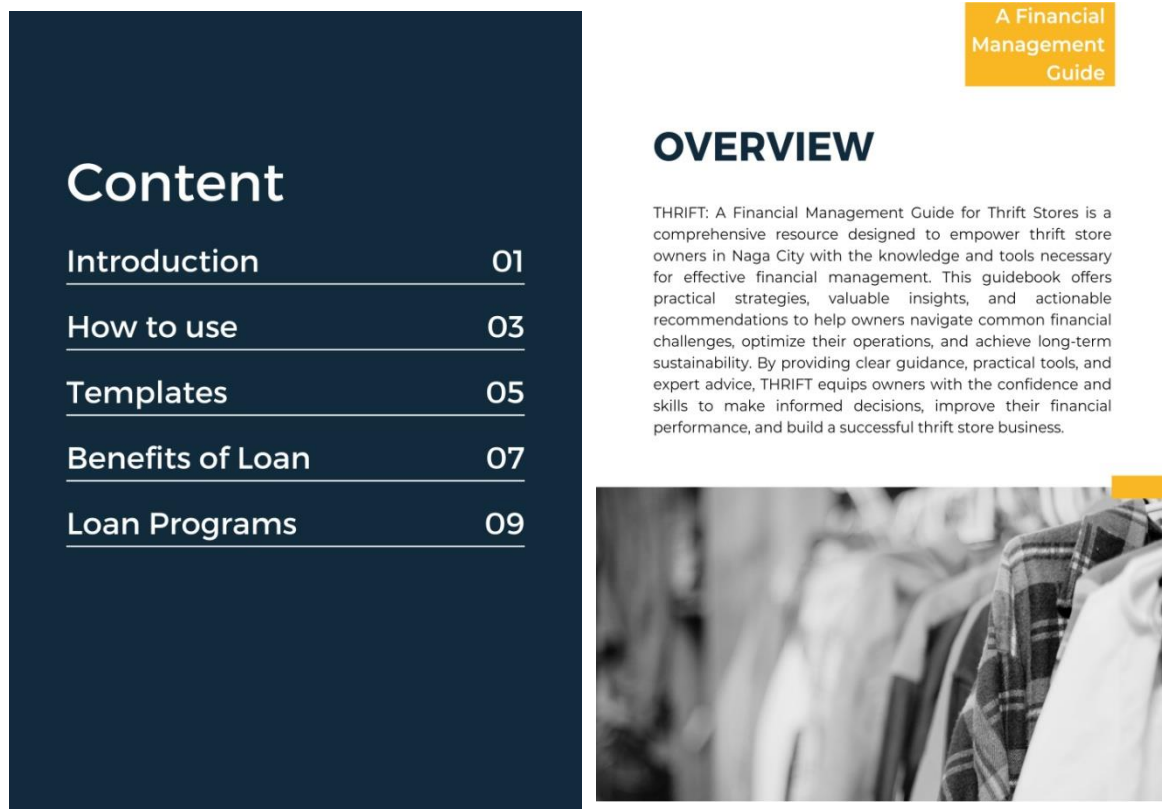 Content
Introduction 01
How to use 03
Templates 05
Benefits of Loan 07
Loan Programs 09
A Financial
Management
Guide
OVERVIEW
THRIFT: A Financial Management Guide for Thrift Stores is a
comprehensive resource designed to empower thrift store
owners in Naga City with the knowledge and tools necessary
for effective financial management. This guidebook offers
practical strategies, valuable insights, and actionable
recommendations to help owners navigate common financial
challenges, optimize their operations, and achieve long-term
sustainability. By providing clear guidance, practical tools, and
expert advice, THRIFT equips owners with the confidence and
skills to make informed decisions, improve their financial
performance, and build a successful thrift store business.